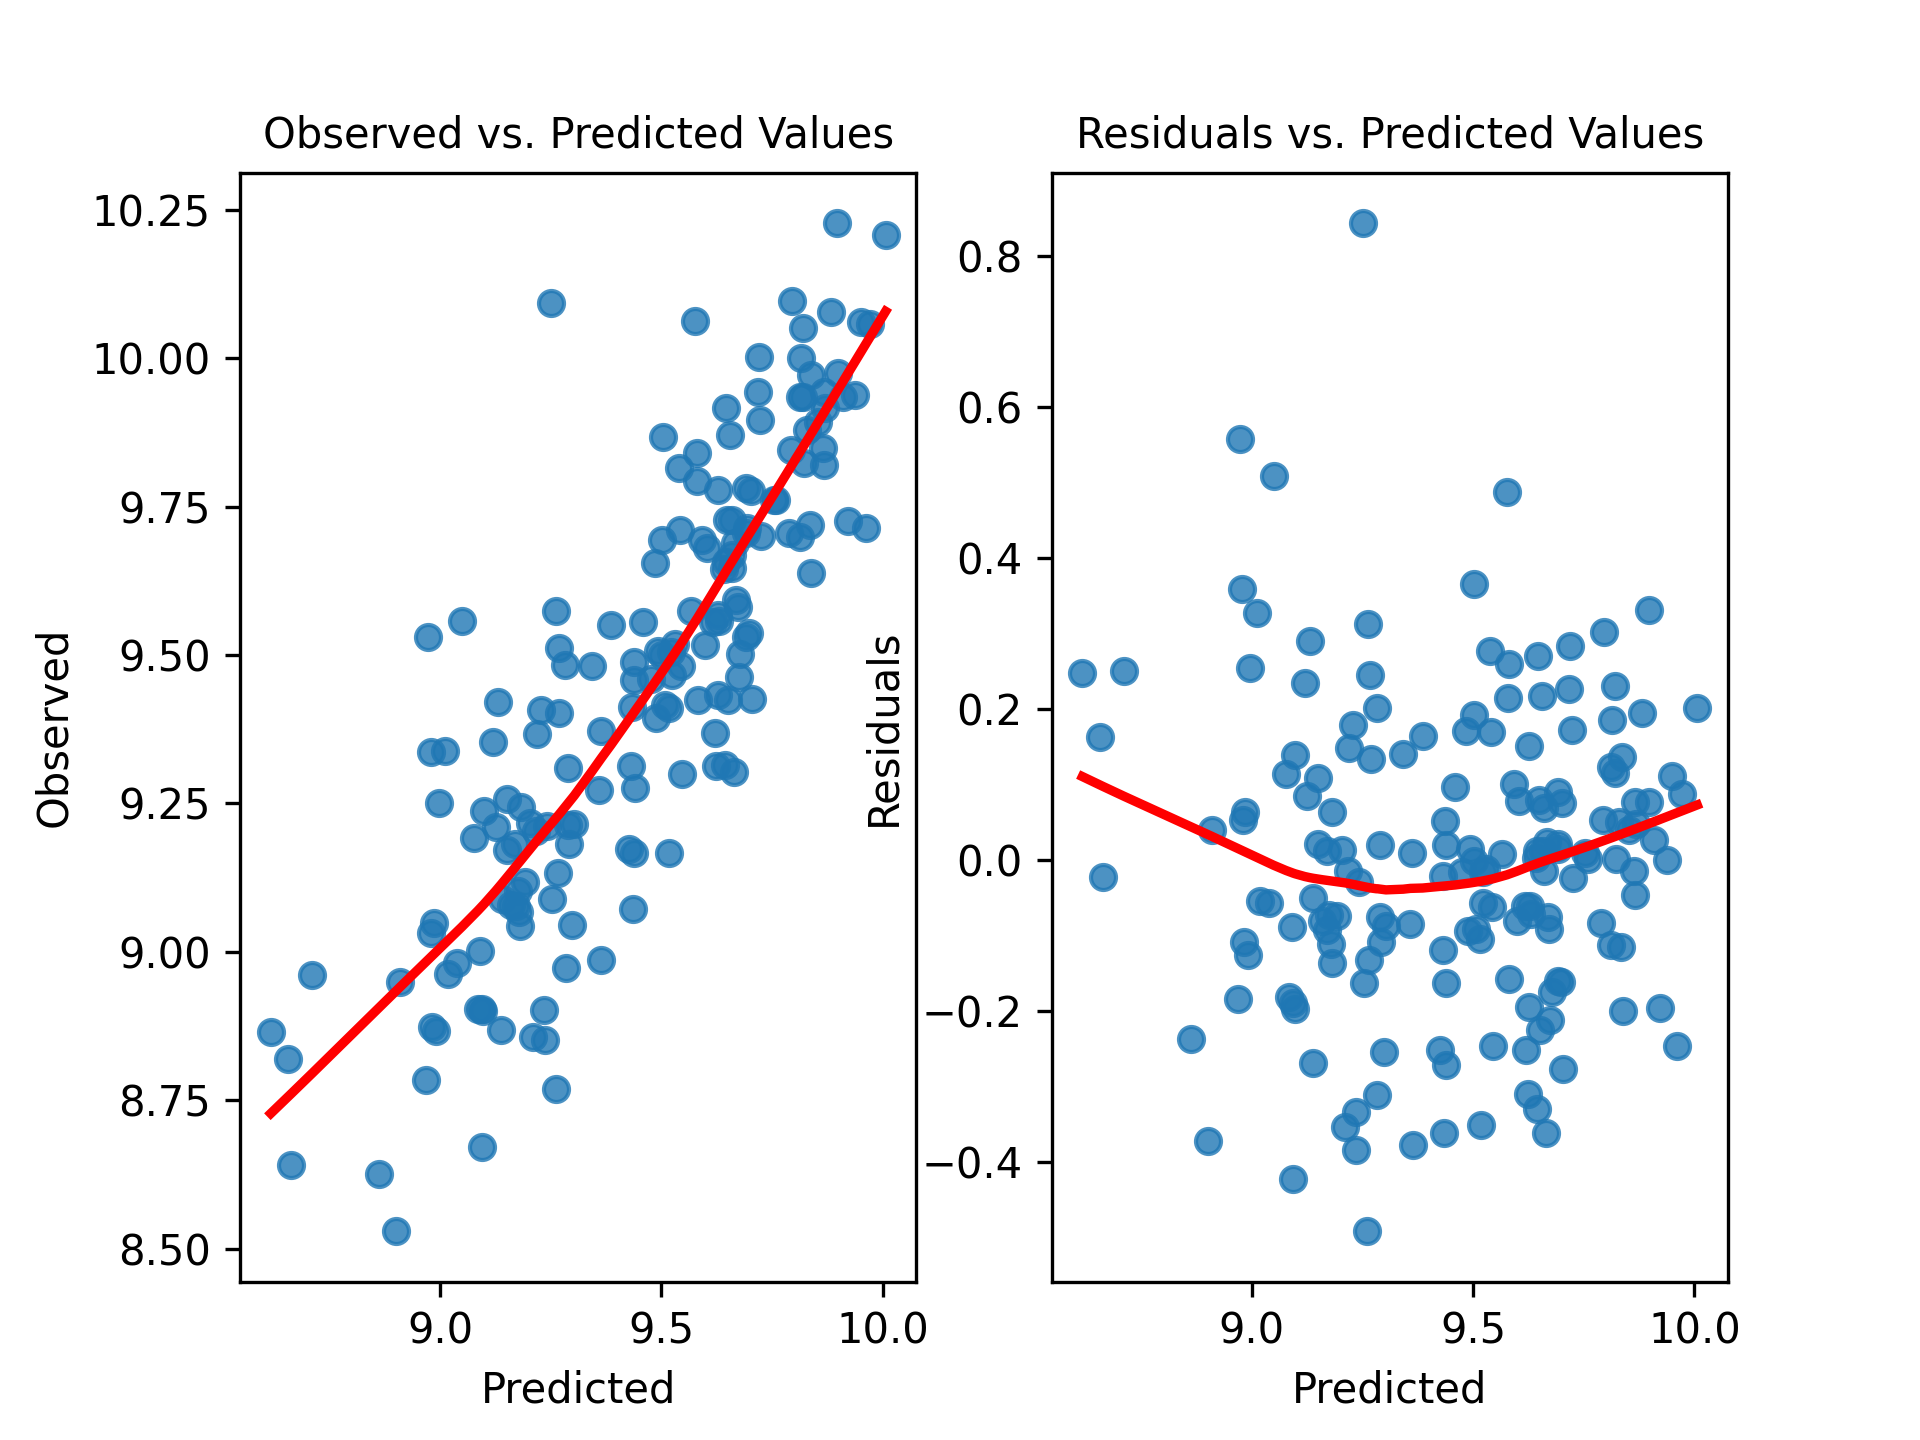 Observed vs. Predicted Values
10.25
10.00
9.75
9.50
9.25
9.00
8.75
8.50
Observed
9.0 9.5 10.0
Predicted
Residuals vs. Predicted Values
0.8
0.6
0.4
0.2
0.0
−0.2
−0.4
Residuals
9.0 9.5 10.0
Predicted